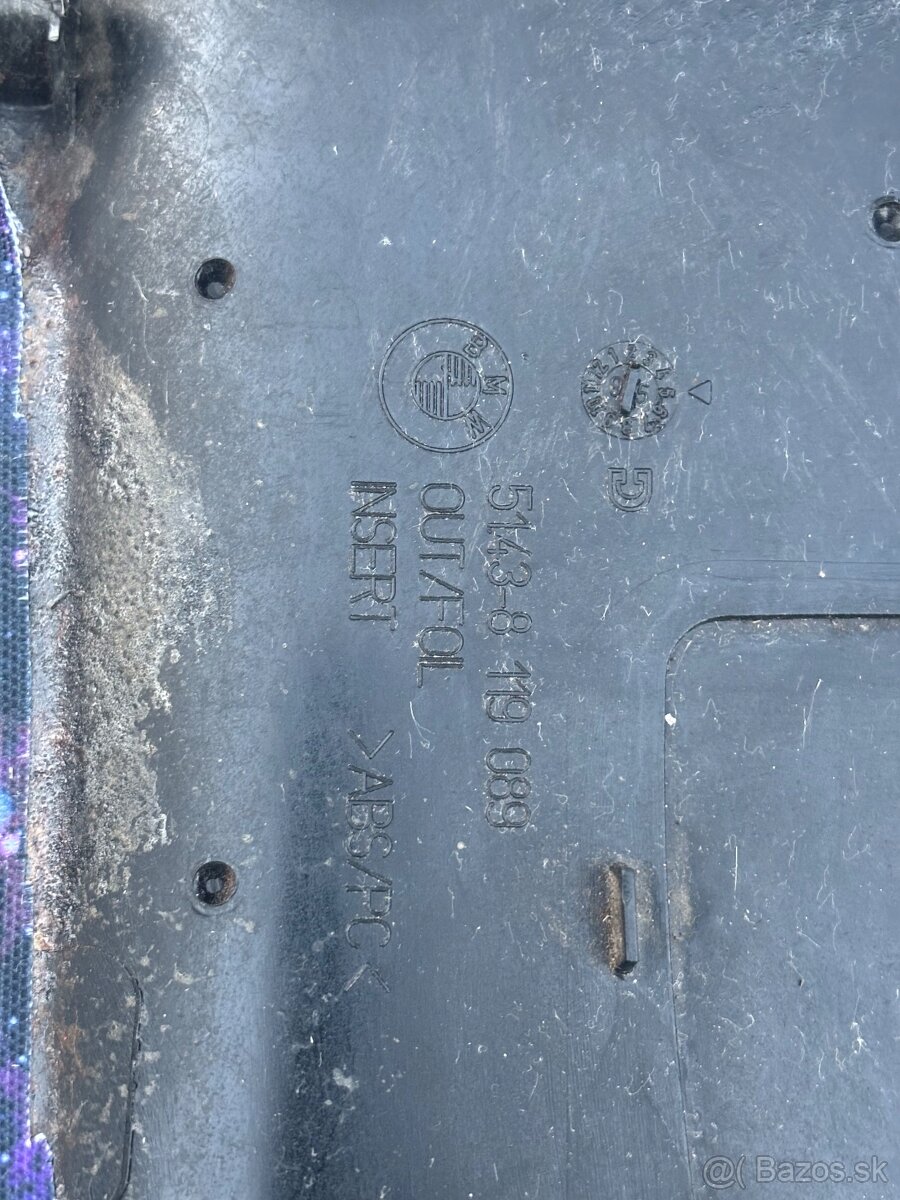 BMW
5143-8 119 089
OUT/FOL
INSERT >ABS/PC<
@( Bazos.sk